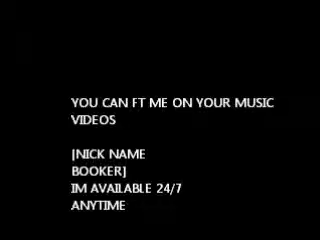 YOU CAN FT ME ON YOUR MUSIC
VIDEOS
[NICK NAME
BOOKER]
IM AVAILABLE 24/7
ANYTIME